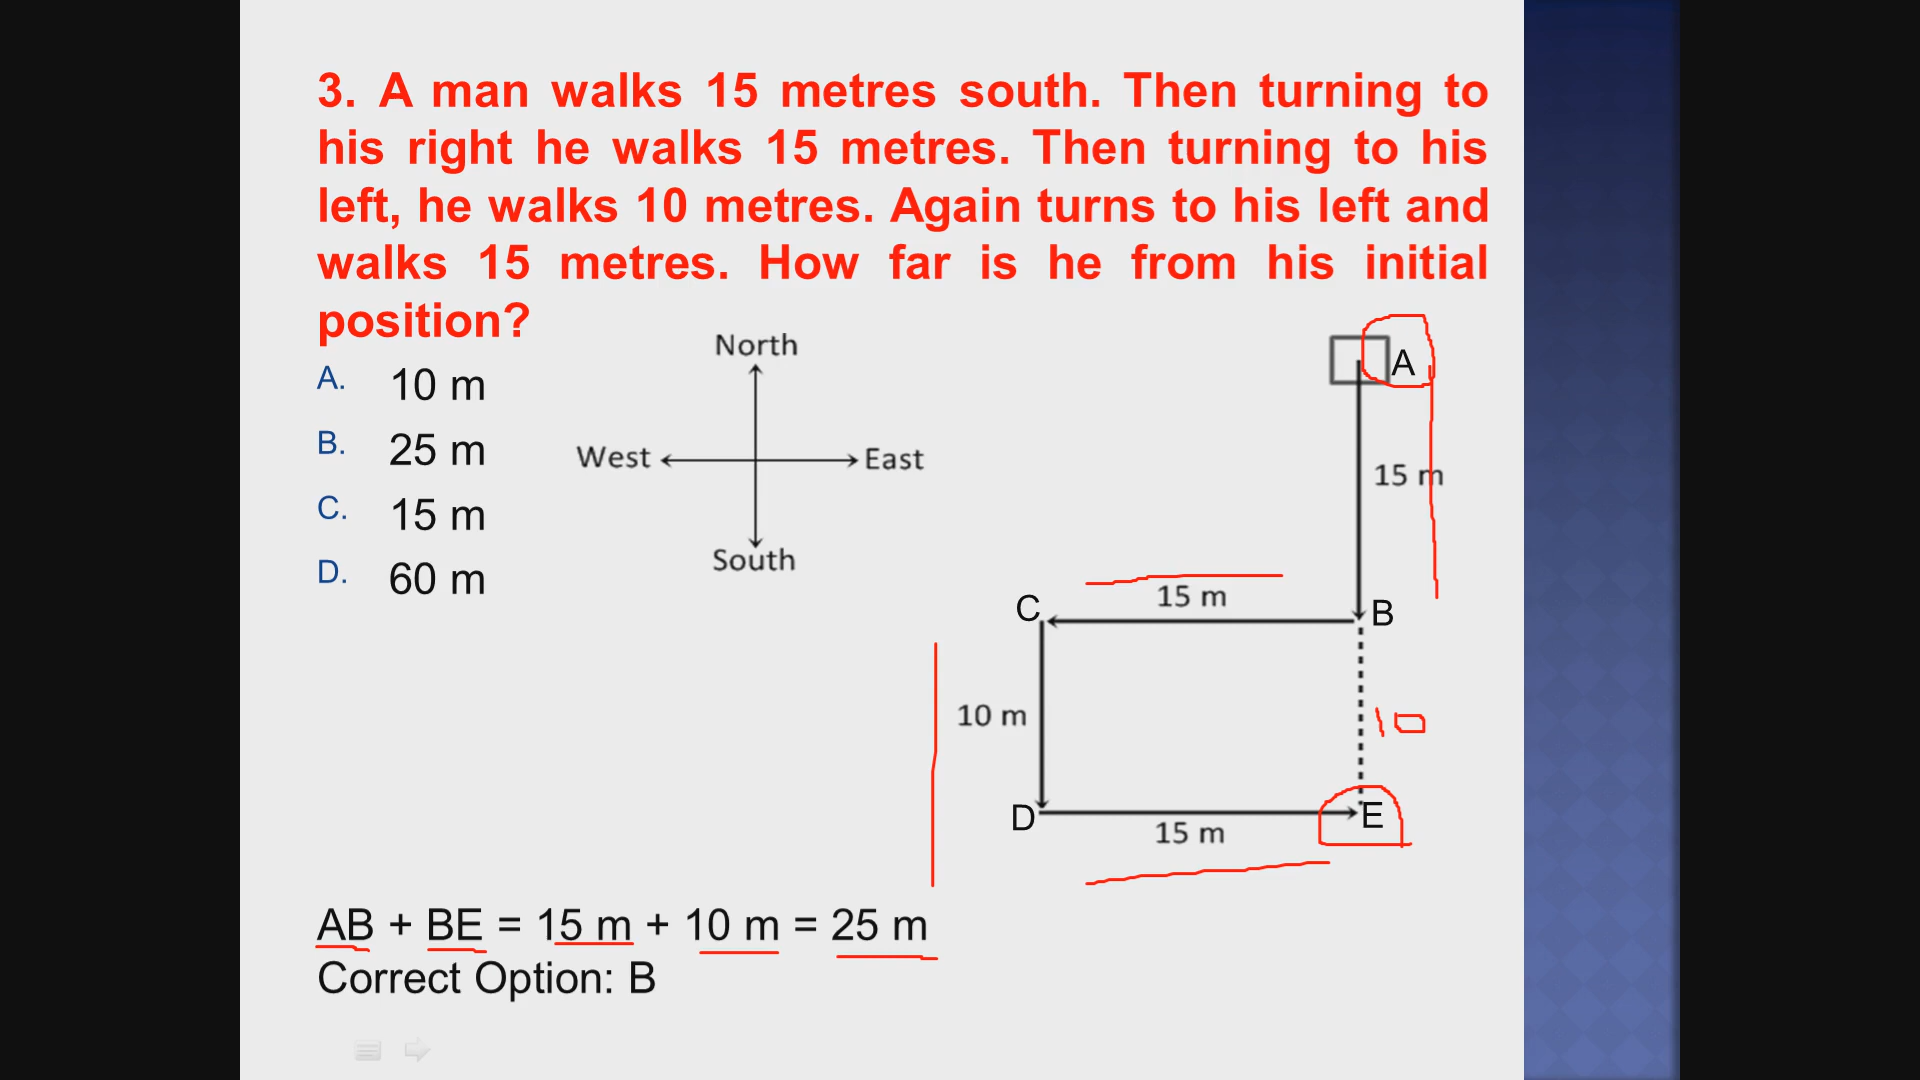 3. A man walks 15 metres south. Then turning to
his right he walks 15 metres. Then turning to his
left, he walks 10 metres. Again turns to his left and
walks 15 metres. How far is he from his initial
position?
A. 10 m
B. 25 m
C. 15 m
D. 60 m
North
West
East
South
A
15 m
C
15 m
B
10 m
10
D
15 m
E
AB + BE = 15 m + 10 m = 25 m
Correct Option: B